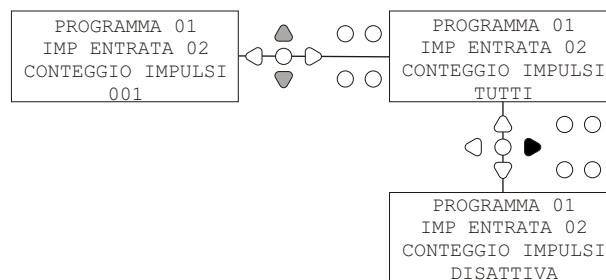 PROGRAMMA 01
IMP ENTRATA 02
CONTEGGIO IMPULSI
001
PROGRAMMA 01
IMP ENTRATA 02
CONTEGGIO IMPULSI
TUTTI
PROGRAMMA 01
IMP ENTRATA 02
CONTEGGIO IMPULSI
DISATTIVA